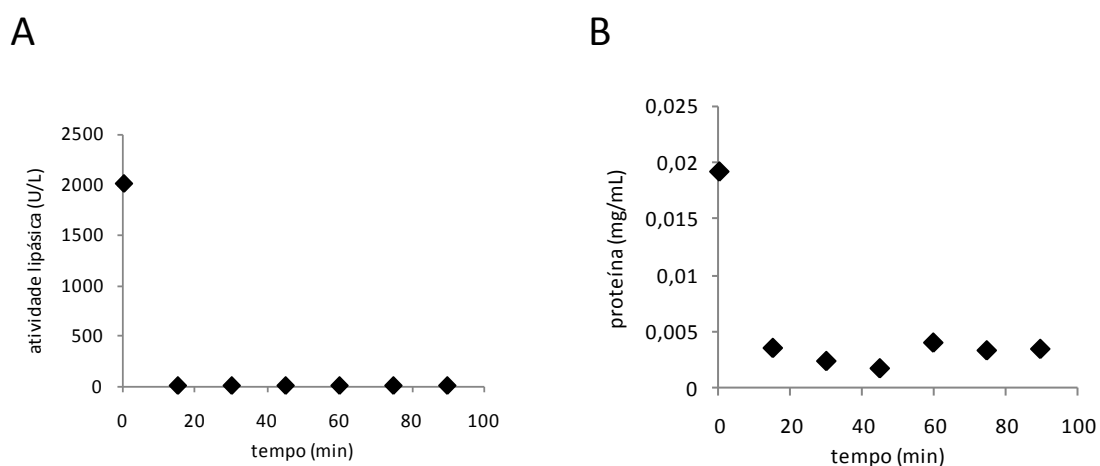 A
atividade lipásica (U/L)
2500
2000
1500
1000
500
0
0 20 40 60 80 100
tempo (min)
B
proteína (mg/mL)
0,025
0,02
0,015
0,01
0,005
0
0 20 40 60 80 100
tempo (min)